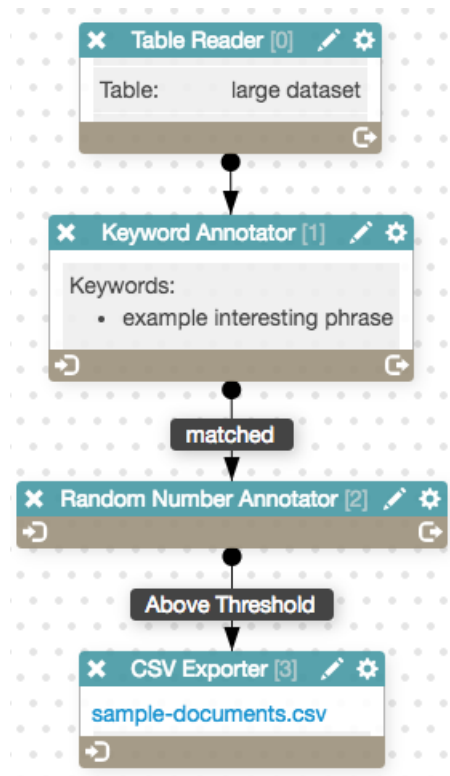 Table Reader [0]
Table: large dataset
Keyword Annotator [1]
Keywords:
• example interesting phrase
matched
Random Number Annotator [2]
Above Threshold
CSV Exporter [3]
sample-documents.csv